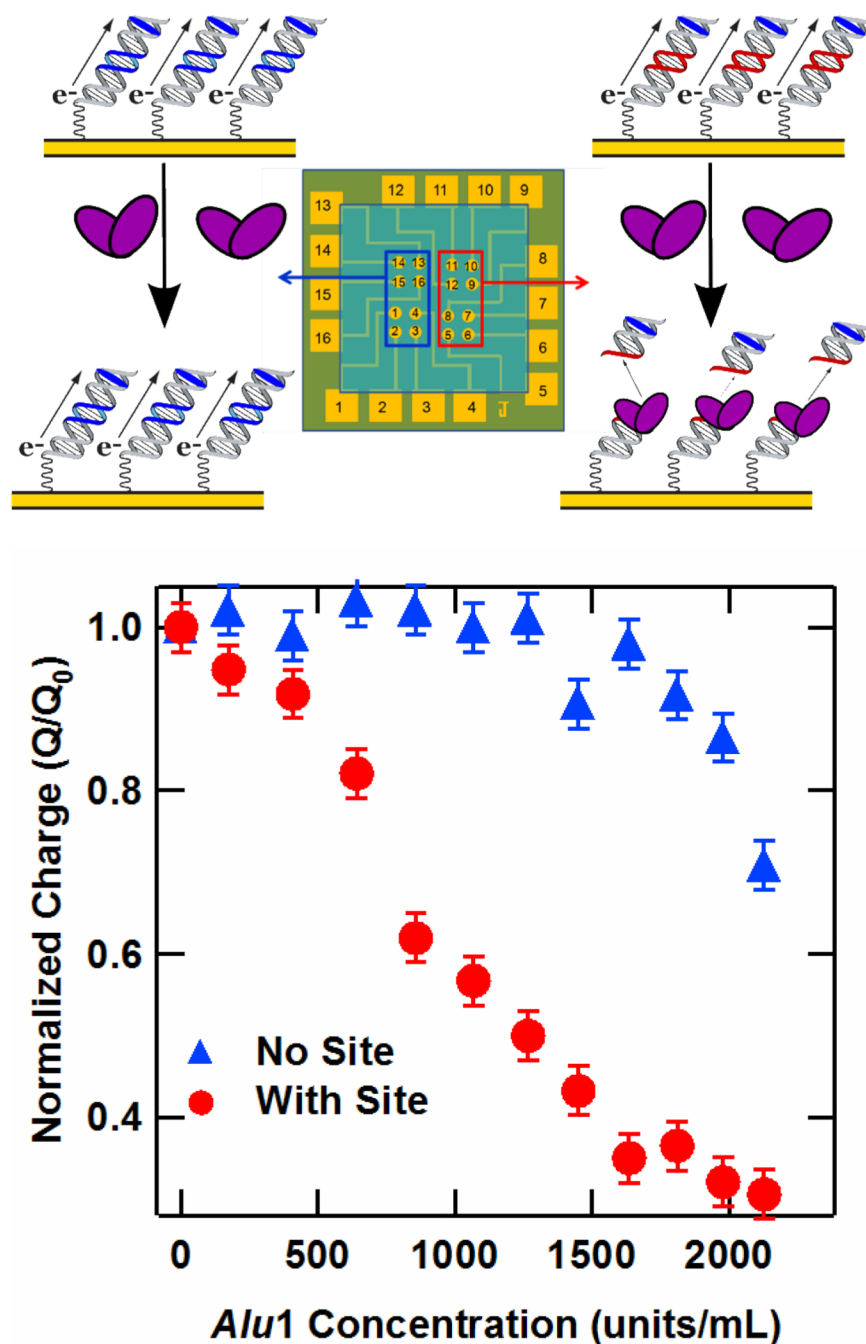 e-
e-
e-
e-
e-
e-
12 11 10 9
13
14
15
16
8
7
6
5
14 13
15 16
1 4
2 3
11 10
12 9
8 7
5 6
1 2 3 4
e-
e-
e-
Normalized Charge (Q/Q0)
1.0
0.8
0.6
0.4
No Site
With Site
0 500 1000 1500 2000
Alu1 Concentration (units/mL)